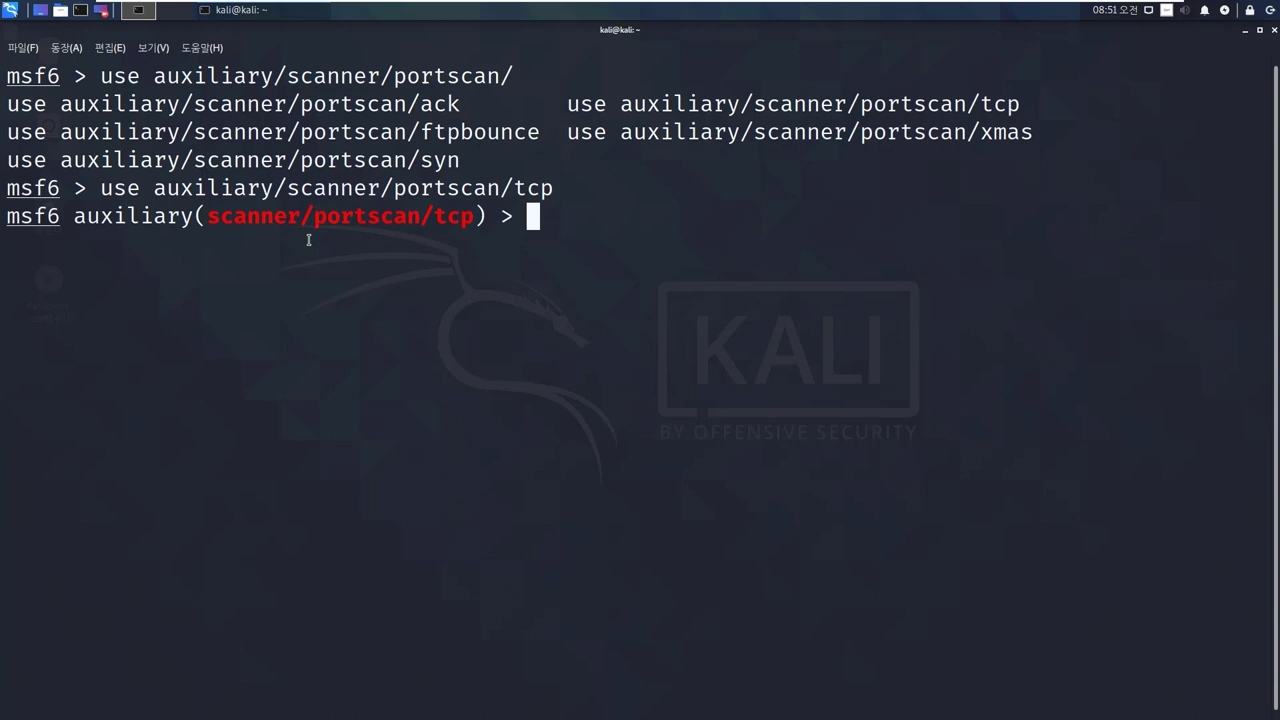 kali@kali: ~
08:51 오전
kali@kali: ~
파일(F) 동장(A) 편집(E) 보기(V) 도움말(H)
msf6 > use auxiliary/scanner/portscan/
use auxiliary/scanner/portscan/ack use auxiliary/scanner/portscan/tcp
use auxiliary/scanner/portscan/ftpbounce use auxiliary/scanner/portscan/xmas
use auxiliary/scanner/portscan/syn
msf6 > use auxiliary/scanner/portscan/tcp
msf6 auxiliary(scanner/portscan/tcp) >
KALI
BY OFFENSIVE SECURITY